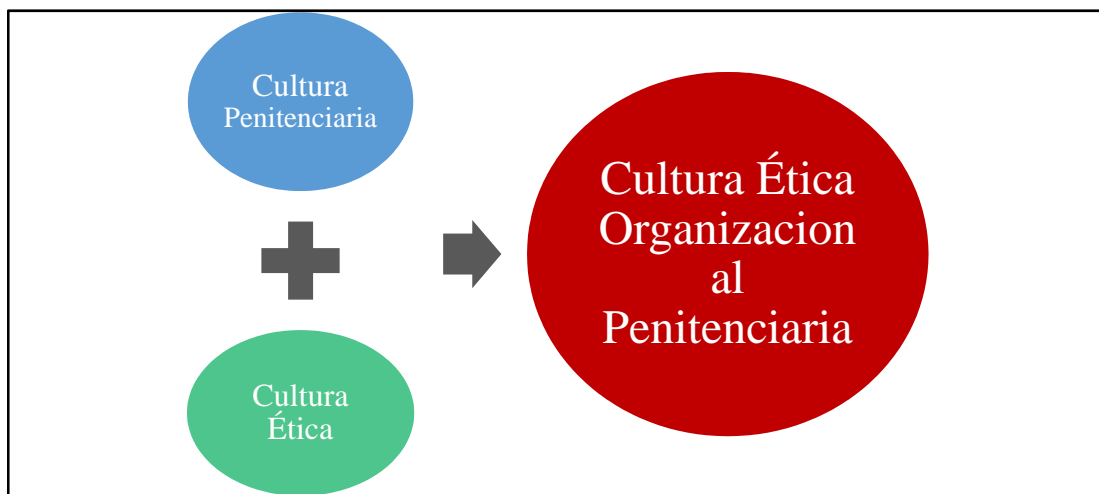 Cultura
Penitenciaria
Cultura
Ética
Cultura Ética
Organizacion
al
Penitenciaria